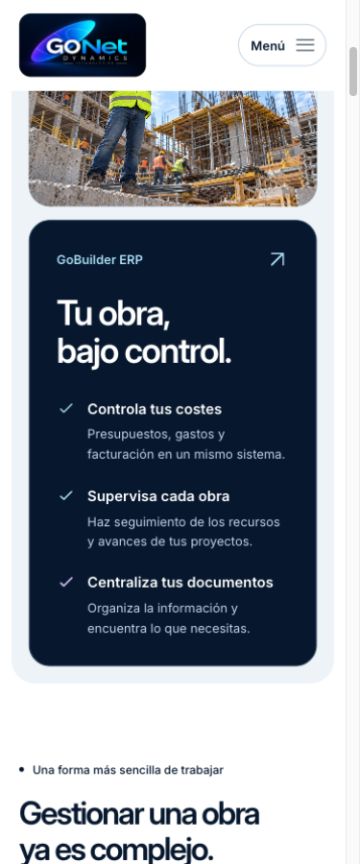 GONet
DYNAMICS
Menú
GoBuilder ERP
Tu obra,
bajo control.
Controla tus costes
Presupuestos, gastos y
facturación en un mismo sistema.
Supervisa cada obra
Haz seguimiento de los recursos
y avances de tus proyectos.
Centraliza tus documentos
Organiza la información y
encuentra lo que necesitas.
Una forma más sencilla de trabajar
Gestionar una obra
ya es complejo.